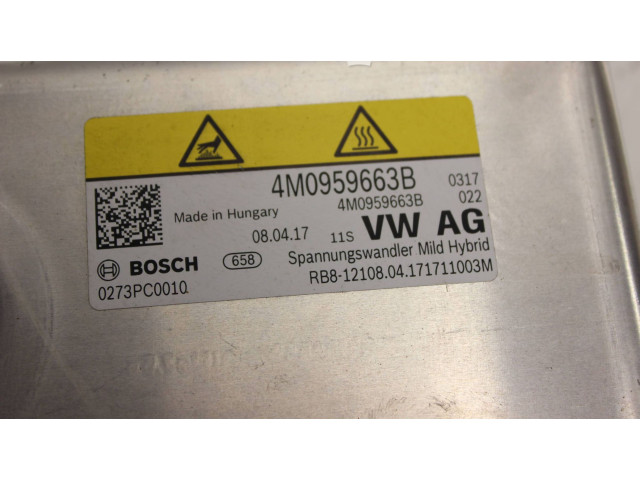 4M0959663B 0317
4M0959663B 022
Made in Hungary
08.04.17 11S VW AG
BOSCH 658 Spannungswandler Mild Hybrid
0273PC0010 RB8-12108.04.171711003M